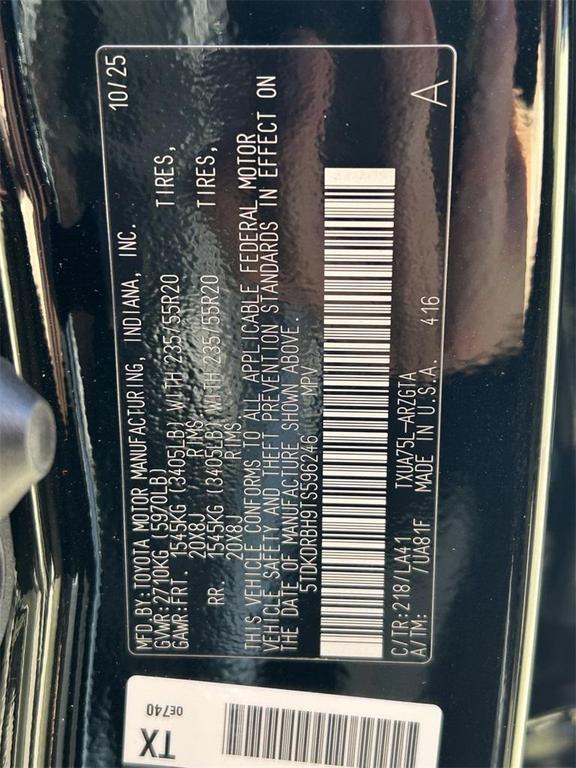 MFD.BY:TOYOTA MOTOR MANUFACTURING, INDIANA, INC. 10/25
GVWR:2710KG (5970LB)
GAWR:FRT. 1545KG (3405LB) WITH 235/55R20 TIRES,
20X8J RIMS
RR. 1545KG (3405LB) WITH 235/55R20 TIRES,
20X8J RIMS
THIS VEHICLE CONFORMS TO ALL APPLICABLE FEDERAL MOTOR
VEHICLE SAFETY AND THEFT PREVENTION STANDARDS IN EFFECT ON
THE DATE OF MANUFACTURE SHOWN ABOVE.
5TDKDRBH9TS596246 MPV
C/TR:218/LA41 TXUA75L-ARZGTA
A/TM: /UA81F MADE IN U.S.A. 416 A
0E740
TX